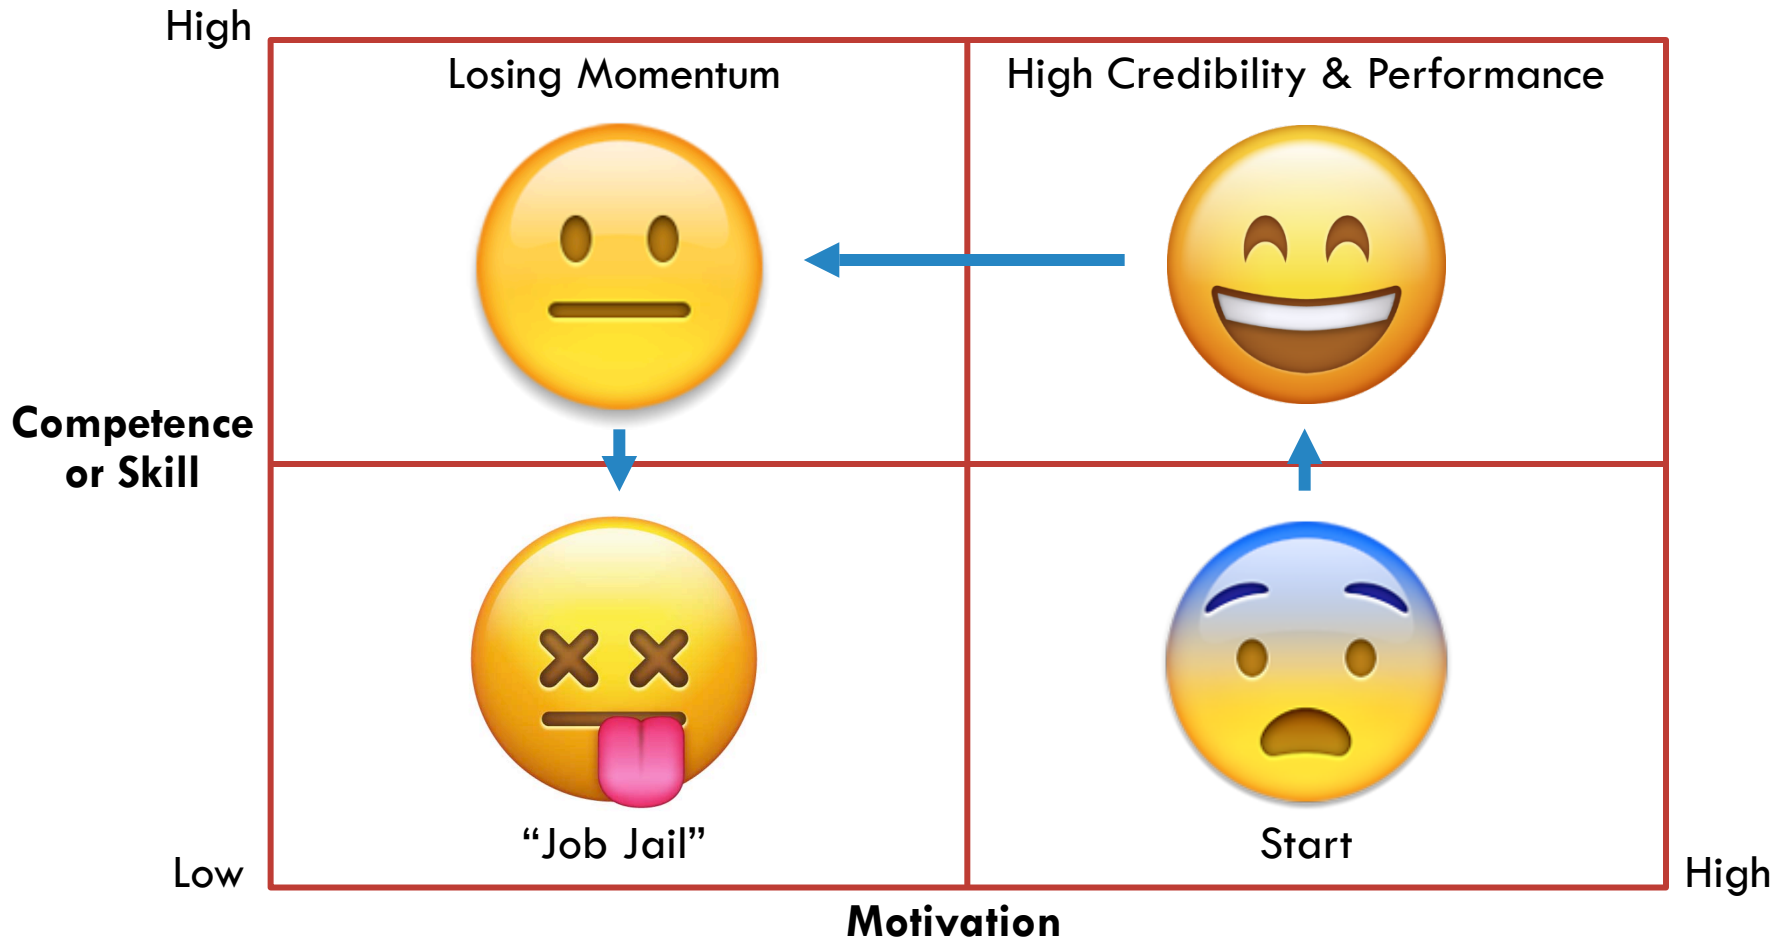 High
Losing Momentum
High Credibility & Performance
Competence
or Skill
“Job Jail”
Start
Low
High
Motivation